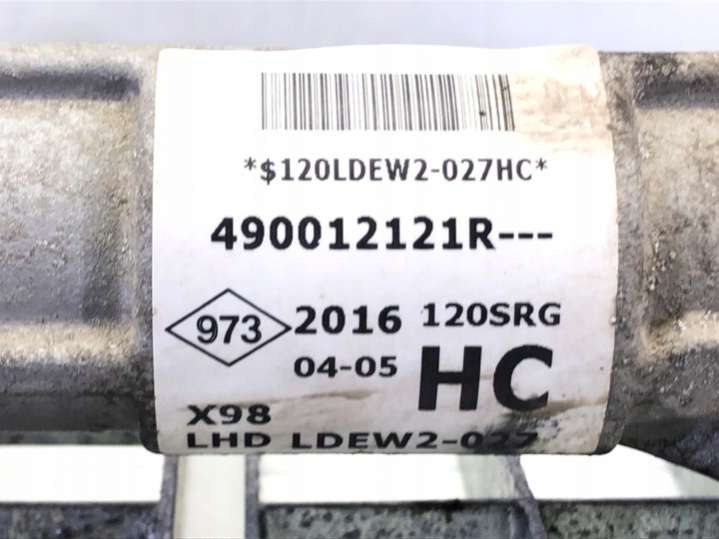 *$120LDEW2-027HC*
490012121R---
973 2016 120SRG
04-05 HC
X98
LHD LDEW2-027